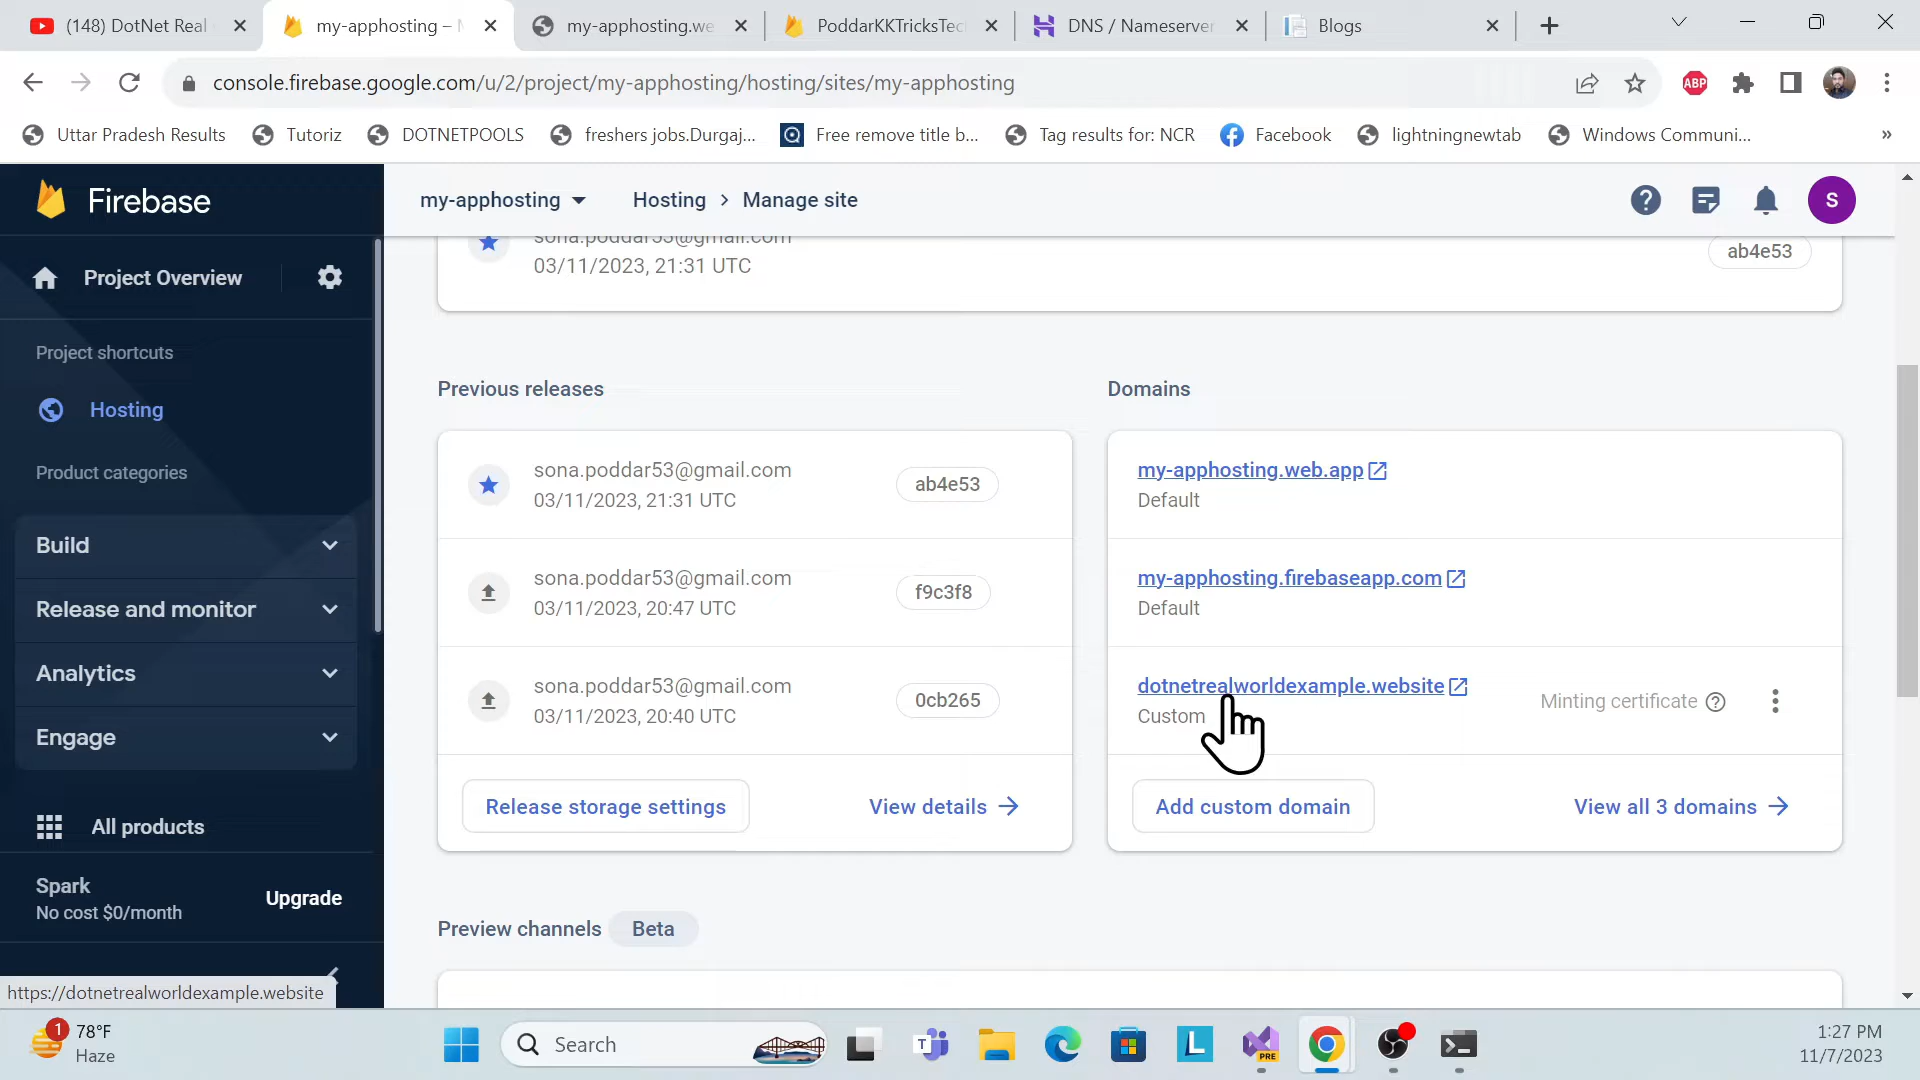 (148) DotNet Real
my-apphosting –
my-apphosting.we
PoddarKKTricksTec
DNS / Nameserver
Blogs
console.firebase.google.com/u/2/project/my-apphosting/hosting/sites/my-apphosting
ABP
Uttar Pradesh Results
Tutoriz
DOTNETPOOLS
freshers jobs.Durgaj...
Free remove title b...
Tag results for: NCR
Facebook
lightningnewtab
Windows Communi...
»
Firebase
my-apphosting
Hosting > Manage site
S
Project Overview
Project shortcuts
Hosting
Product categories
Build
Release and monitor
Analytics
Engage
All products
Spark
No cost $0/month
Upgrade
https://dotnetrealworldexample.website
sona.poddar53@gmail.com
03/11/2023, 21:31 UTC
ab4e53
Previous releases
sona.poddar53@gmail.com
03/11/2023, 21:31 UTC
ab4e53
sona.poddar53@gmail.com
03/11/2023, 20:47 UTC
f9c3f8
sona.poddar53@gmail.com
03/11/2023, 20:40 UTC
0cb265
Release storage settings
View details
Domains
my-apphosting.web.app
Default
my-apphosting.firebaseapp.com
Default
dotnetrealworldexample.website
Custom
Minting certificate
Add custom domain
View all 3 domains
Preview channels
Beta
1
78°F
Haze
Search
T
L
PRE
1:27 PM
11/7/2023